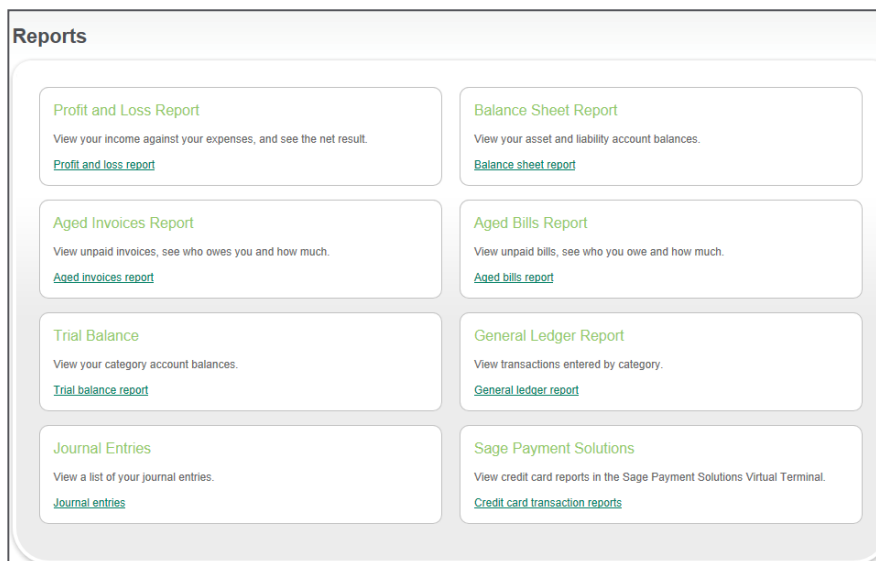 Reports
Profit and Loss Report
View your income against your expenses, and see the net result.
Profit and loss report
Balance Sheet Report
View your asset and liability account balances.
Balance sheet report
Aged Invoices Report
View unpaid invoices, see who owes you and how much.
Aged invoices report
Aged Bills Report
View unpaid bills, see who you owe and how much.
Aged bills report
Trial Balance
View your category account balances.
Trial balance report
General Ledger Report
View transactions entered by category.
General ledger report
Journal Entries
View a list of your journal entries.
Journal entries
Sage Payment Solutions
View credit card reports in the Sage Payment Solutions Virtual Terminal.
Credit card transaction reports